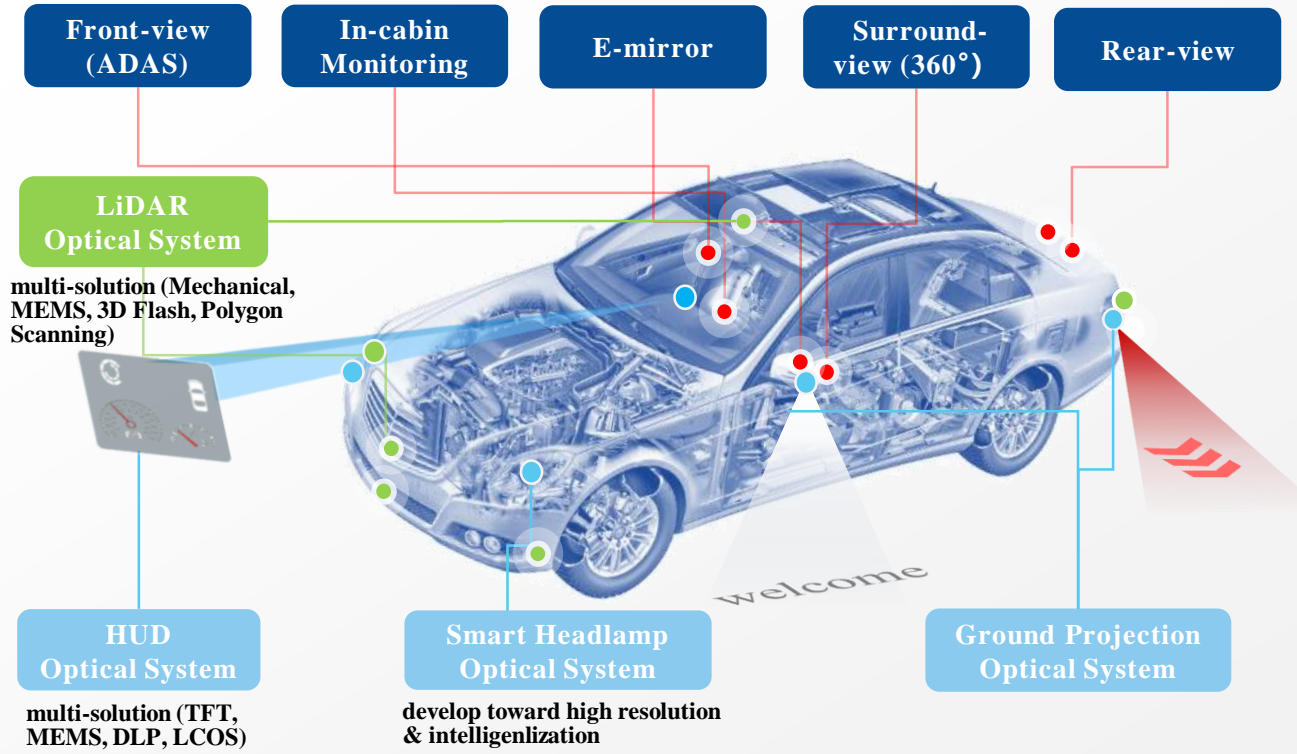 Front-view
(ADAS)
In-cabin
Monitoring
E-mirror
Surround-
view (360°)
Rear-view
LiDAR
Optical System
multi-solution (Mechanical,
MEMS, 3D Flash, Polygon
Scanning)
welcome
HUD
Optical System
multi-solution (TFT,
MEMS, DLP, LCOS)
Smart Headlamp
Optical System
develop toward high resolution
& intelligenlization
Ground Projection
Optical System